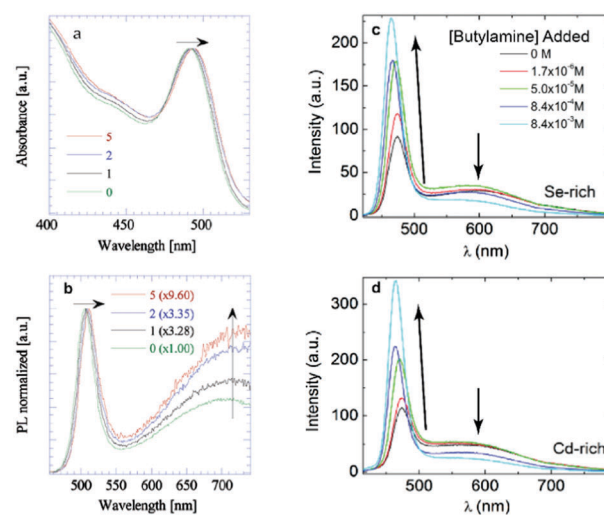 a
Absorbance [a.u.]
5
2
1
0
400
450
500
Wavelength [nm]
b
PL normalized [a.u.]
5 (x9.60)
2 (x3.35)
1 (x3.28)
0 (x1.00)
500
550
600
650
700
Wavelength [nm]
c
[Butylamine] Added
0 M
1.7x10⁻⁶M
5.0x10⁻⁵M
8.4x10⁻⁴M
8.4x10⁻³M
Intensity (a.u.)
200
150
100
50
0
Se-rich
500
600
700
λ (nm)
d
Intensity (a.u.)
300
200
100
0
Cd-rich
500
600
700
λ (nm)